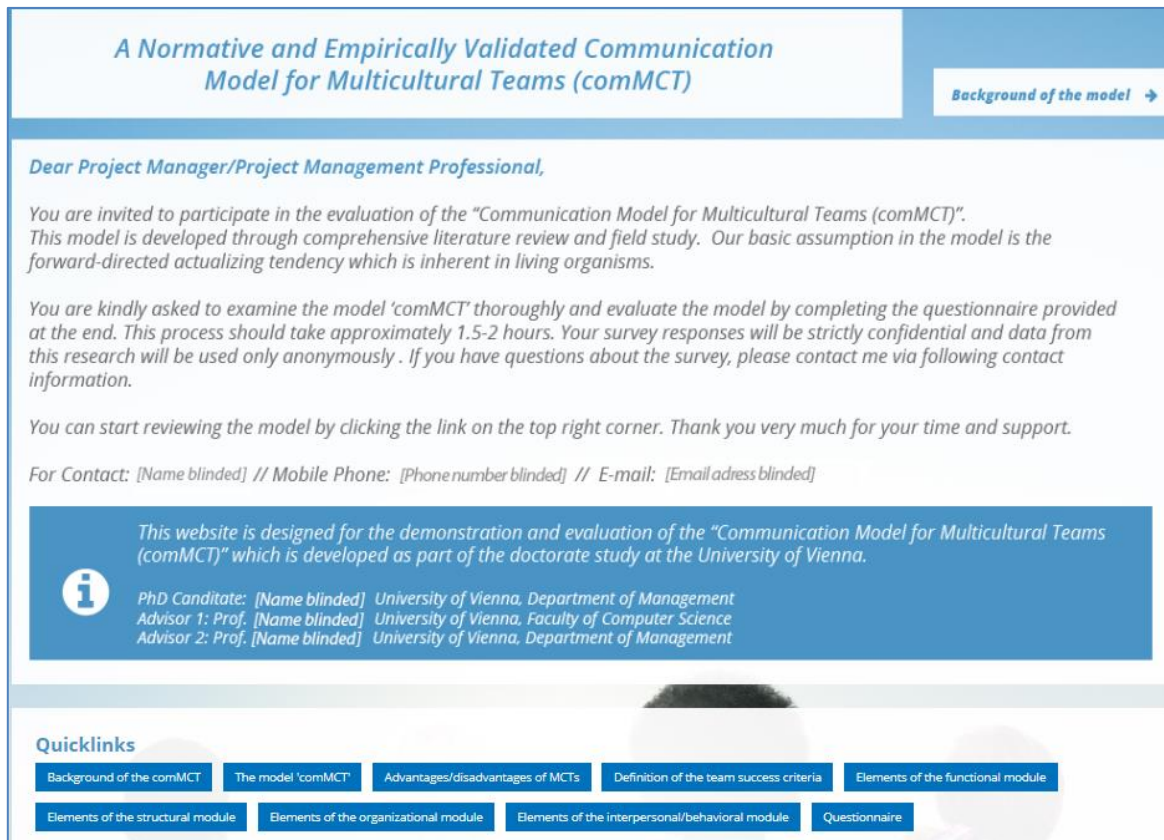 A Normative and Empirically Validated Communication
Model for Multicultural Teams (comMCT)
Background of the model →
Dear Project Manager/Project Management Professional,
You are invited to participate in the evaluation of the “Communication Model for Multicultural Teams (comMCT)”.
This model is developed through comprehensive literature review and field study. Our basic assumption in the model is the
forward-directed actualizing tendency which is inherent in living organisms.
You are kindly asked to examine the model ‘comMCT’ thoroughly and evaluate the model by completing the questionnaire provided
at the end. This process should take approximately 1.5-2 hours. Your survey responses will be strictly confidential and data from
this research will be used only anonymously . If you have questions about the survey, please contact me via following contact
information.
You can start reviewing the model by clicking the link on the top right corner. Thank you very much for your time and support.
For Contact: [Name blinded] // Mobile Phone: [Phone number blinded] // E-mail: [Email adress blinded]
This website is designed for the demonstration and evaluation of the “Communication Model for Multicultural Teams
(comMCT)” which is developed as part of the doctorate study at the University of Vienna.
PhD Canditate: [Name blinded] University of Vienna, Department of Management
Advisor 1: Prof. [Name blinded] University of Vienna, Faculty of Computer Science
Advisor 2: Prof. [Name blinded] University of Vienna, Department of Management
Quicklinks
Background of the comMCT The model 'comMCT' Advantages/disadvantages of MCTs Definition of the team success criteria Elements of the functional module
Elements of the structural module Elements of the organizational module Elements of the interpersonal/behavioral module Questionnaire